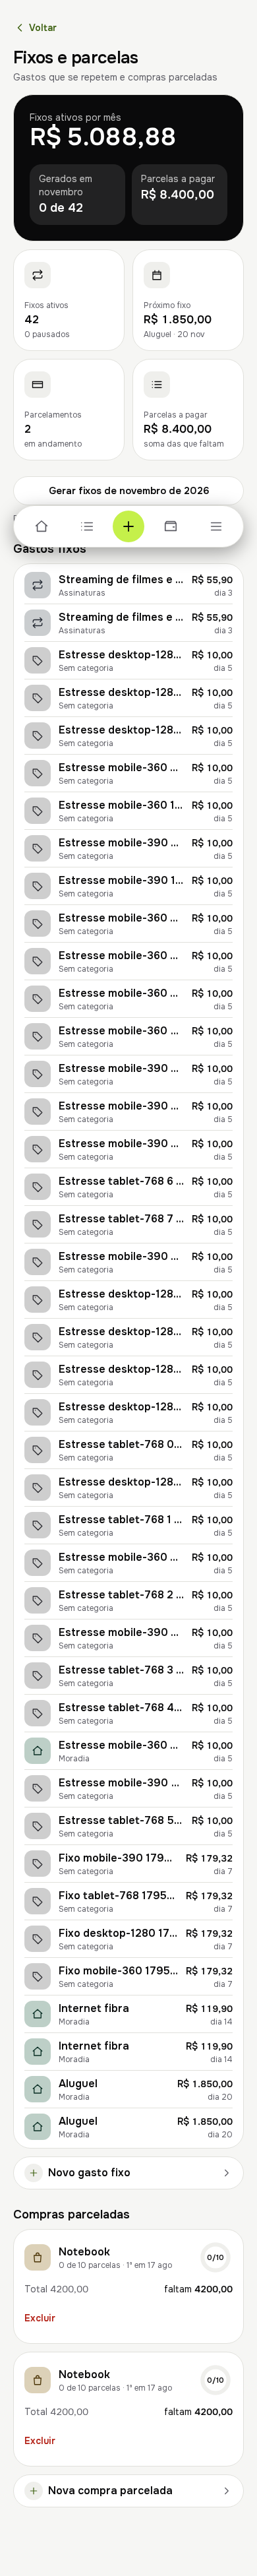 Voltar
Fixos e parcelas
Gastos que se repetem e compras parceladas
Fixos ativos por mês
R$ 5.088,88
Gerados em novembro
0 de 42
Parcelas a pagar
R$ 8.400,00
Fixos ativos
42
0 pausados
Próximo fixo
R$ 1.850,00
Aluguel · 20 nov
Parcelamentos
2
em andamento
Parcelas a pagar
R$ 8.400,00
soma das que faltam
Gerar fixos de novembro de 2026
Gastos fixos
Streaming de filmes e ... R$ 55,90
Assinaturas dia 3
Streaming de filmes e ... R$ 55,90
Assinaturas dia 3
Estresse desktop-128... R$ 10,00
Sem categoria dia 5
Estresse desktop-128... R$ 10,00
Sem categoria dia 5
Estresse desktop-128... R$ 10,00
Sem categoria dia 5
Estresse mobile-360 ... R$ 10,00
Sem categoria dia 5
Estresse mobile-360 1... R$ 10,00
Sem categoria dia 5
Estresse mobile-390 ... R$ 10,00
Sem categoria dia 5
Estresse mobile-390 1... R$ 10,00
Sem categoria dia 5
Estresse mobile-360 ... R$ 10,00
Sem categoria dia 5
Estresse mobile-360 ... R$ 10,00
Sem categoria dia 5
Estresse mobile-360 ... R$ 10,00
Sem categoria dia 5
Estresse mobile-360 ... R$ 10,00
Sem categoria dia 5
Estresse mobile-390 ... R$ 10,00
Sem categoria dia 5
Estresse mobile-390 ... R$ 10,00
Sem categoria dia 5
Estresse mobile-390 ... R$ 10,00
Sem categoria dia 5
Estresse tablet-768 6 ... R$ 10,00
Sem categoria dia 5
Estresse tablet-768 7 ... R$ 10,00
Sem categoria dia 5
Estresse mobile-390 ... R$ 10,00
Sem categoria dia 5
Estresse desktop-128... R$ 10,00
Sem categoria dia 5
Estresse desktop-128... R$ 10,00
Sem categoria dia 5
Estresse desktop-128... R$ 10,00
Sem categoria dia 5
Estresse desktop-128... R$ 10,00
Sem categoria dia 5
Estresse tablet-768 0... R$ 10,00
Sem categoria dia 5
Estresse desktop-128... R$ 10,00
Sem categoria dia 5
Estresse tablet-768 1 ... R$ 10,00
Sem categoria dia 5
Estresse mobile-360 ... R$ 10,00
Sem categoria dia 5
Estresse tablet-768 2 ... R$ 10,00
Sem categoria dia 5
Estresse mobile-390 ... R$ 10,00
Sem categoria dia 5
Estresse tablet-768 3 ... R$ 10,00
Sem categoria dia 5
Estresse tablet-768 4... R$ 10,00
Sem categoria dia 5
Estresse mobile-360 ... R$ 10,00
Moradia dia 5
Estresse mobile-390 ... R$ 10,00
Sem categoria dia 5
Estresse tablet-768 5... R$ 10,00
Sem categoria dia 5
Fixo mobile-390 179... R$ 179,32
Sem categoria dia 7
Fixo tablet-768 1795... R$ 179,32
Sem categoria dia 7
Fixo desktop-1280 17... R$ 179,32
Sem categoria dia 7
Fixo mobile-360 1795... R$ 179,32
Sem categoria dia 7
Internet fibra R$ 119,90
Moradia dia 14
Internet fibra R$ 119,90
Moradia dia 14
Aluguel R$ 1.850,00
Moradia dia 20
Aluguel R$ 1.850,00
Moradia dia 20
Novo gasto fixo
Compras parceladas
Notebook 0/10
0 de 10 parcelas · 1ª em 17 ago
Total 4200,00 faltam 4200,00
Excluir
Notebook 0/10
0 de 10 parcelas · 1ª em 17 ago
Total 4200,00 faltam 4200,00
Excluir
Nova compra parcelada